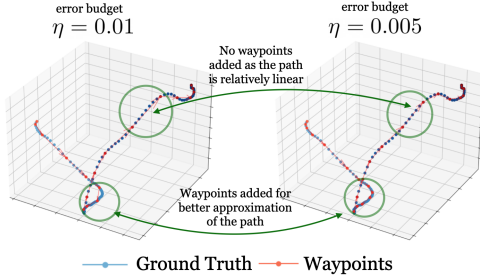 error budget
η = 0.01
error budget
η = 0.005
No waypoints
added as the path
is relatively linear
Waypoints added for
better approximation
of the path
Ground Truth
Waypoints